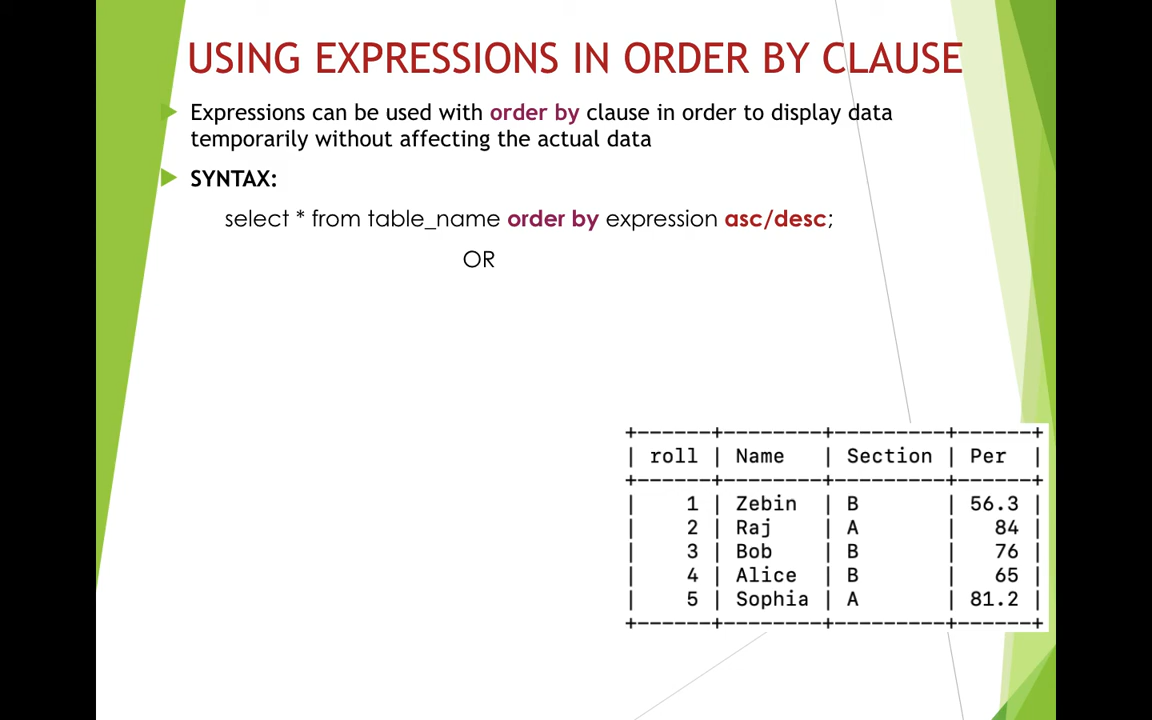 USING EXPRESSIONS IN ORDER BY CLAUSE
Expressions can be used with order by clause in order to display data
temporarily without affecting the actual data
SYNTAX:
select * from table_name order by expression asc/desc;
OR
+------+--------+---------+------+
| roll | Name   | Section | Per  |
+------+--------+---------+------+
|    1 | Zebin  | B       | 56.3 |
|    2 | Raj    | A       |   84 |
|    3 | Bob    | B       |   76 |
|    4 | Alice  | B       |   65 |
|    5 | Sophia | A       | 81.2 |
+------+--------+---------+------+